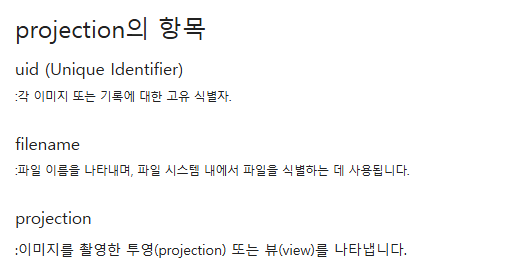 projection의 항목
uid (Unique Identifier)
:각 이미지 또는 기록에 대한 고유 식별자.
filename
:파일 이름을 나타내며, 파일 시스템 내에서 파일을 식별하는 데 사용됩니다.
projection
:이미지를 촬영한 투영(projection) 또는 뷰(view)를 나타냅니다.